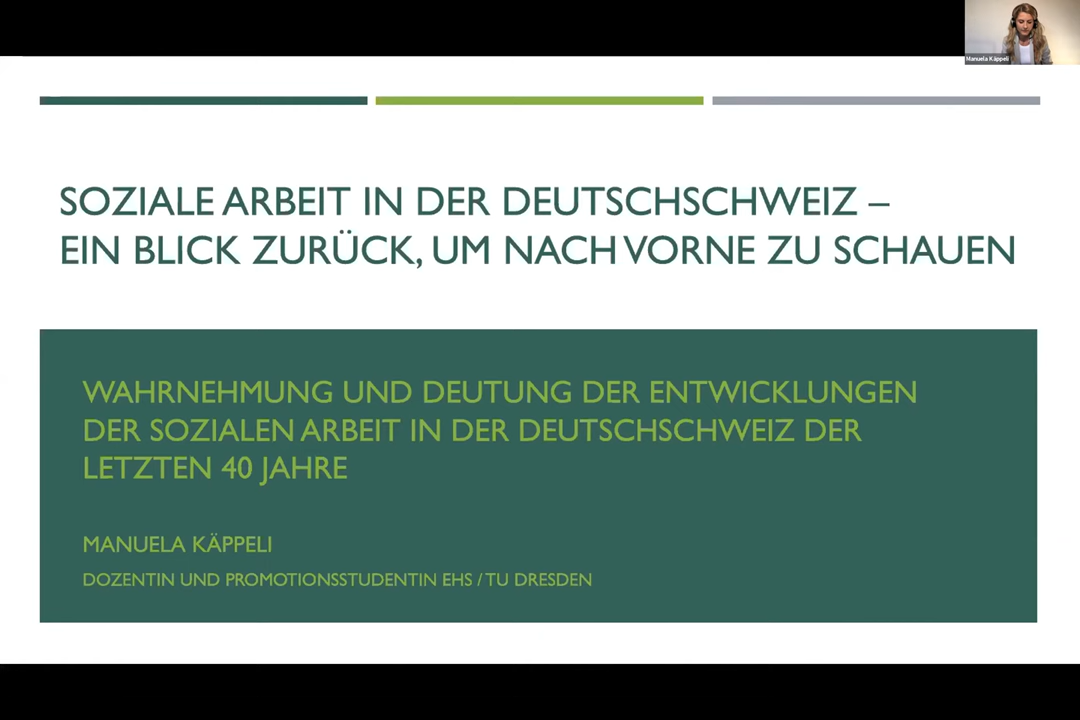 Manuela Käppeli
SOZIALE ARBEIT IN DER DEUTSCHSCHWEIZ –
EIN BLICK ZURÜCK, UM NACH VORNE ZU SCHAUEN
WAHRNEHMUNG UND DEUTUNG DER ENTWICKLUNGEN
DER SOZIALEN ARBEIT IN DER DEUTSCHSCHWEIZ DER
LETZTEN 40 JAHRE
MANUELA KÄPPELI
DOZENTIN UND PROMOTIONSSTUDENTIN EHS / TU DRESDEN